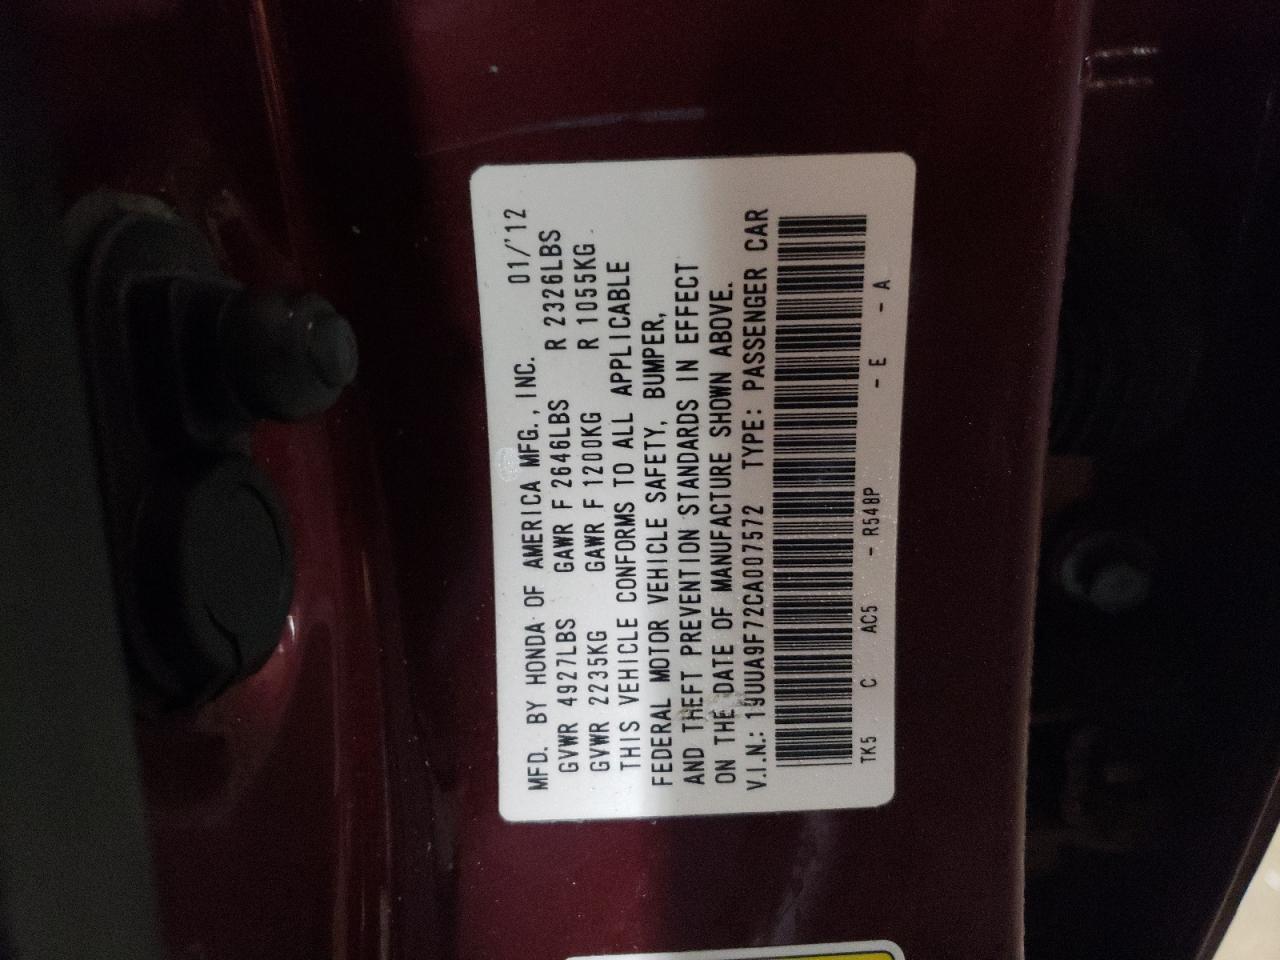 MFD. BY HONDA OF AMERICA MFG., INC. 01/'12
GVWR 4927LBS GAWR F 2646LBS R 2326LBS
GVWR 2235KG GAWR F 1200KG R 1055KG
THIS VEHICLE CONFORMS TO ALL APPLICABLE
FEDERAL MOTOR VEHICLE SAFETY, BUMPER,
AND THEFT PREVENTION STANDARDS IN EFFECT
ON THE DATE OF MANUFACTURE SHOWN ABOVE.
V.I.N.: 19UUA9F72CA007572 TYPE: PASSENGER CAR
TK5 C AC5 - R548P - E - A